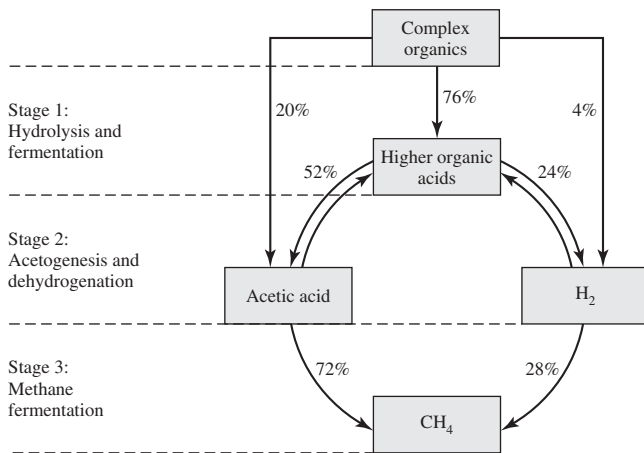 Complex
organics
Stage 1:
Hydrolysis and
fermentation
20%
76%
4%
Higher organic
acids
52%
24%
Stage 2:
Acetogenesis and
dehydrogenation
Acetic acid
H₂
Stage 3:
Methane
fermentation
72%
28%
CH₄